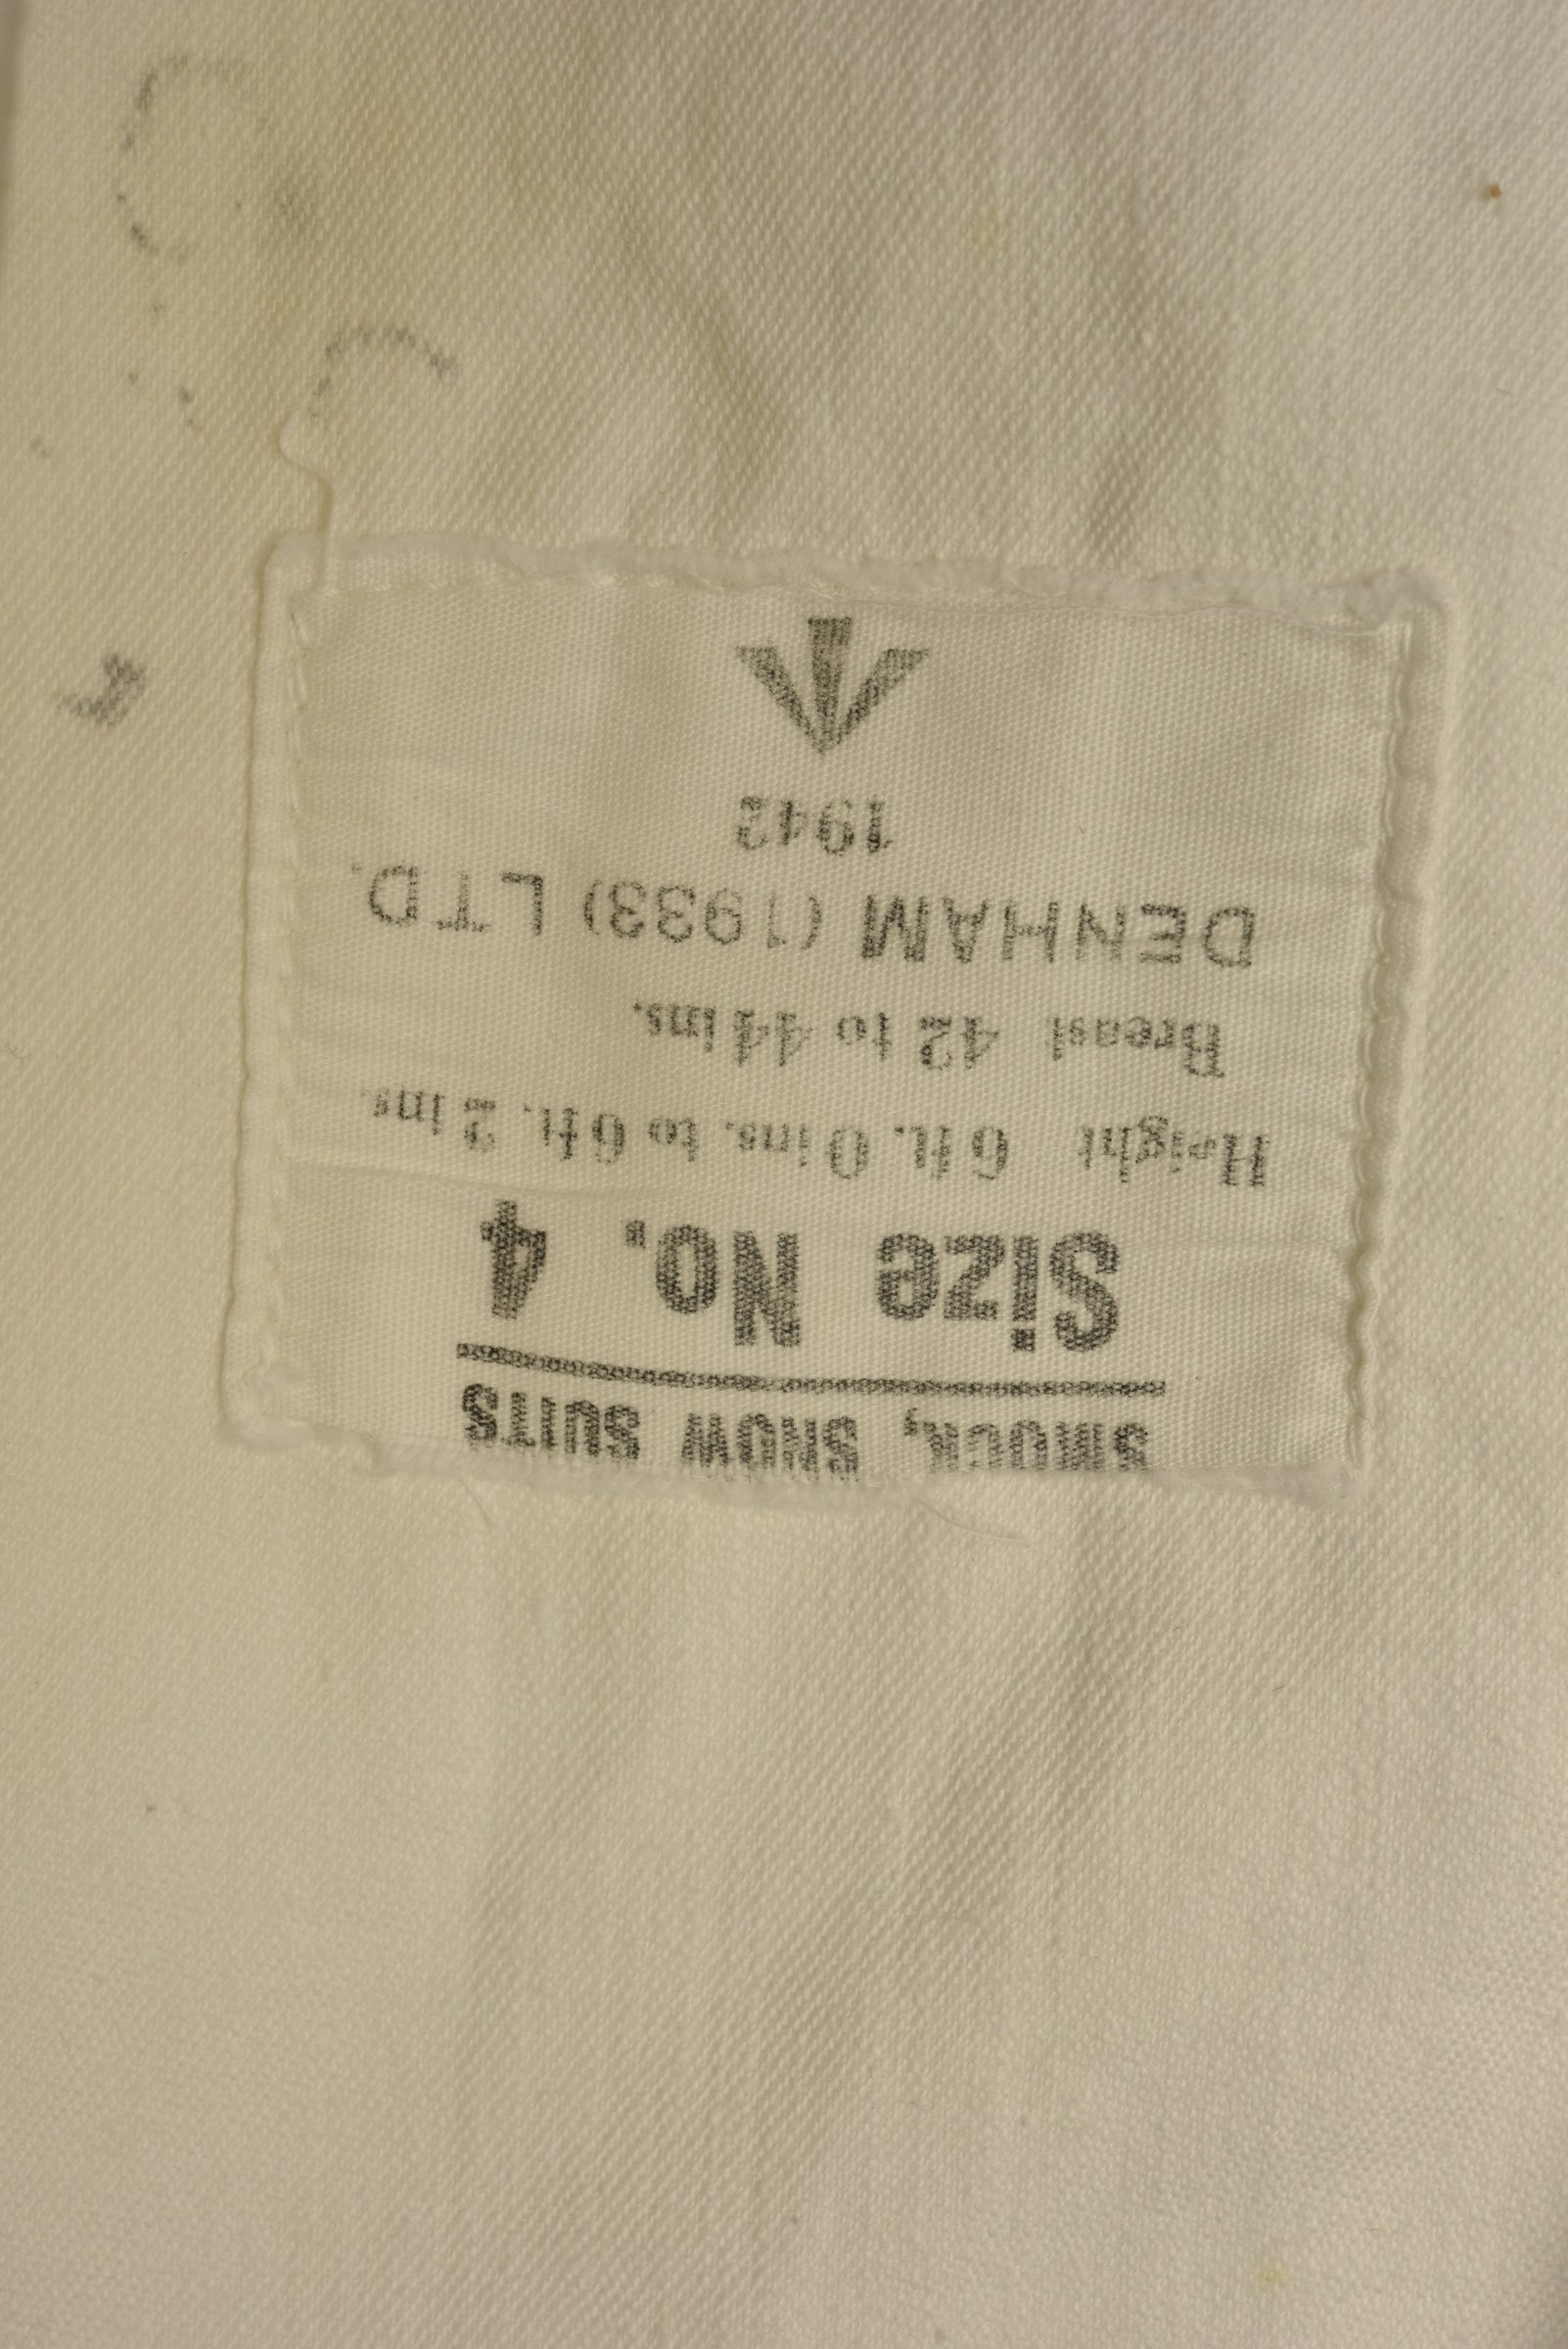 SMOCK, SNOW SUITS
Size No. 4
Height 6 ft. 0 ins. to 6 ft. 2 ins.
Breast 42 to 44 ins.
DENHAM (1933) LTD.
1942